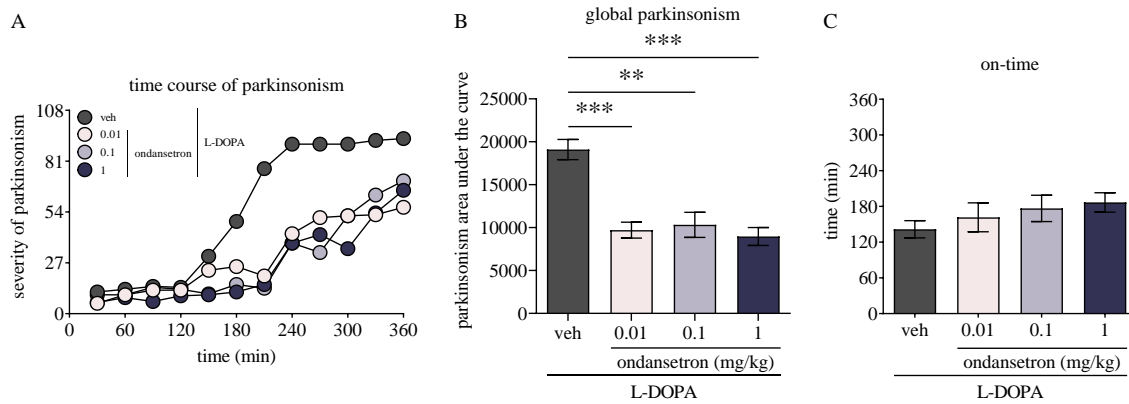 A
time course of parkinsonism
severity of parkinsonism
108
81
54
27
0
veh
0.01
0.1
1
ondansetron
L-DOPA
0 60 120 180 240 300 360
time (min)
B
global parkinsonism
parkinsonism area under the curve
25000
20000
15000
10000
5000
0
***
**
***
veh 0.01 0.1 1
ondansetron (mg/kg)
L-DOPA
C
on-time
time (min)
360
300
240
180
120
60
0
veh 0.01 0.1 1
ondansetron (mg/kg)
L-DOPA